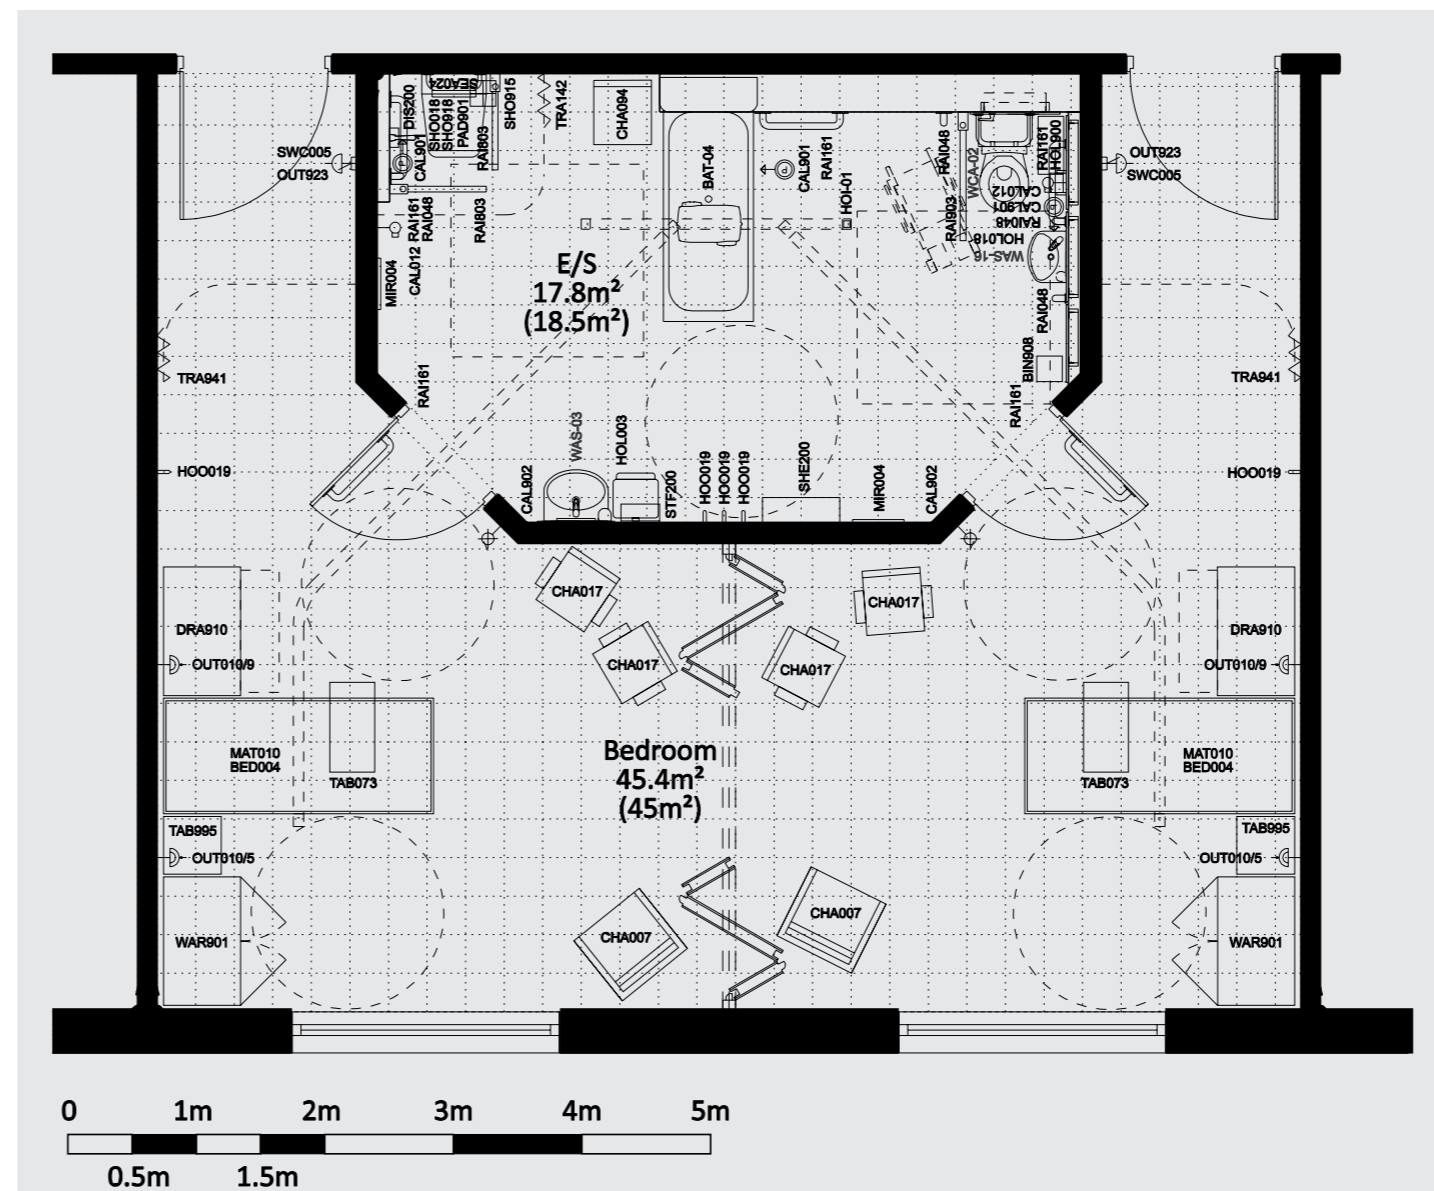 SEA024
DIS200
SHO018
SHO918
PAD901
CAL901
RAI803
SHO915
TRA142
CHA094
BAT-04
CAL901
RAI161
HOI-01
RAI048
WCA-02
RAI161
HOL900
SWC005
OUT923
OUT923
SWC005
CAL012
CAL901
RAI048
HOL018
WAS-16
RAI903
RAI161
RAI048
RAI803
CAL012
MIR004
E/S
17.8m²
(18.5m²)
RAI048
BIN908
TRA941
RAI161
RAI161
TRA941
HOO019
HOO019
CAL902
WAS-03
HOL003
STF200
HOO019
HOO019
HOO019
SHE200
MIR004
CAL902
CHA017
CHA017
CHA017
CHA017
DRA910
DRA910
OUT010/9
OUT010/9
MAT010
BED004
TAB073
Bedroom
45.4m²
(45m²)
TAB073
MAT010
BED004
TAB995
TAB995
OUT010/5
OUT010/5
CHA007
CHA007
WAR901
WAR901
0 1m 2m 3m 4m 5m
0.5m 1.5m